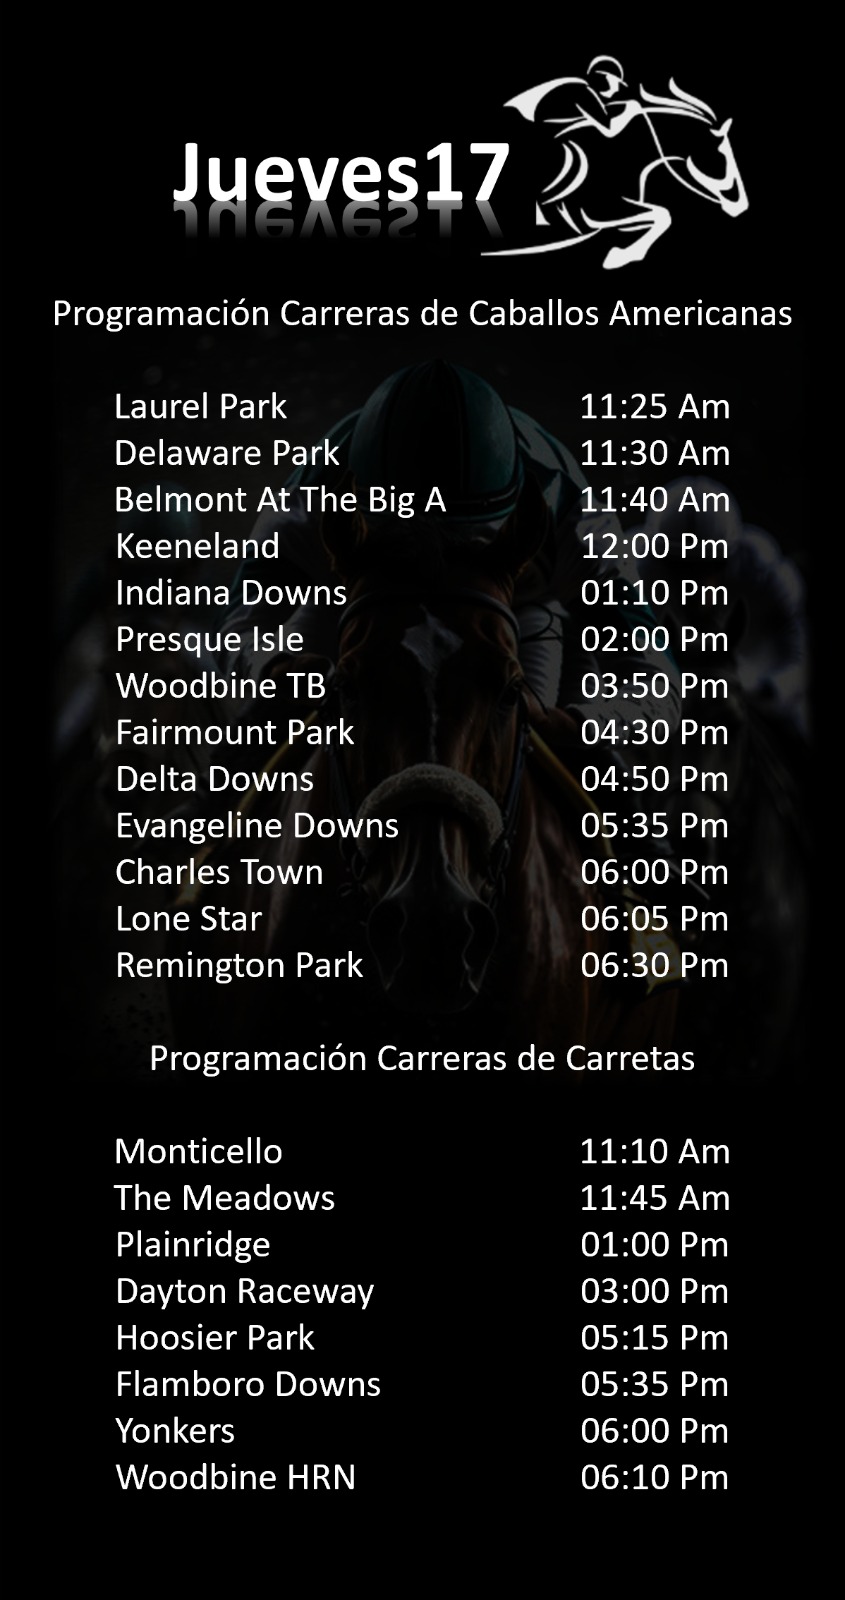 Jueves17
Programación Carreras de Caballos Americanas
Laurel Park 11:25 Am
Delaware Park 11:30 Am
Belmont At The Big A 11:40 Am
Keeneland 12:00 Pm
Indiana Downs 01:10 Pm
Presque Isle 02:00 Pm
Woodbine TB 03:50 Pm
Fairmount Park 04:30 Pm
Delta Downs 04:50 Pm
Evangeline Downs 05:35 Pm
Charles Town 06:00 Pm
Lone Star 06:05 Pm
Remington Park 06:30 Pm
Programación Carreras de Carretas
Monticello 11:10 Am
The Meadows 11:45 Am
Plainridge 01:00 Pm
Dayton Raceway 03:00 Pm
Hoosier Park 05:15 Pm
Flamboro Downs 05:35 Pm
Yonkers 06:00 Pm
Woodbine HRN 06:10 Pm